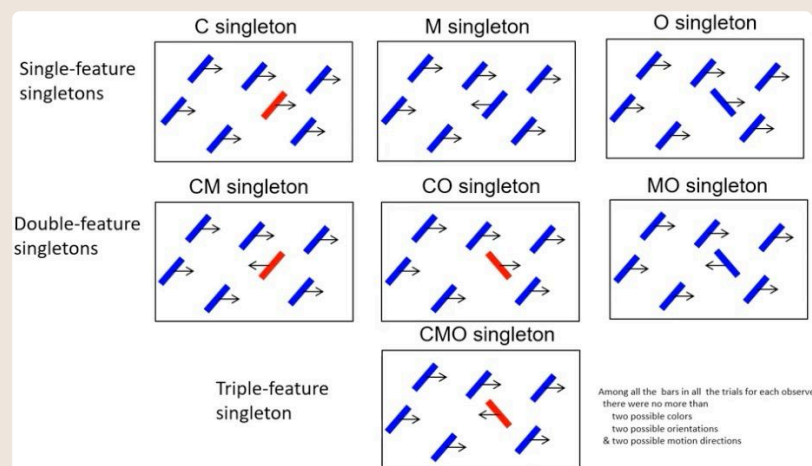 C singleton
M singleton
O singleton
Single-feature
singletons
CM singleton
CO singleton
MO singleton
Double-feature
singletons
CMO singleton
Triple-feature
singleton
Among all the bars in all the trials for each observe
there were no more than
two possible colors
two possible orientations
& two possible motion directions